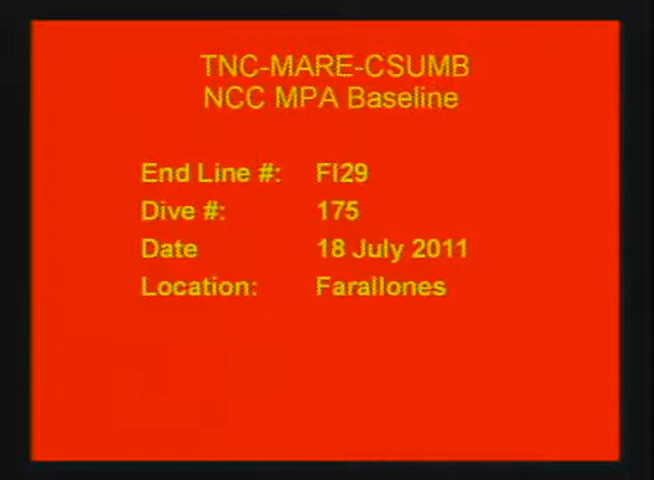 TNC-MARE-CSUMB
NCC MPA Baseline
End Line #: FI29
Dive #: 175
Date 18 July 2011
Location: Farallones